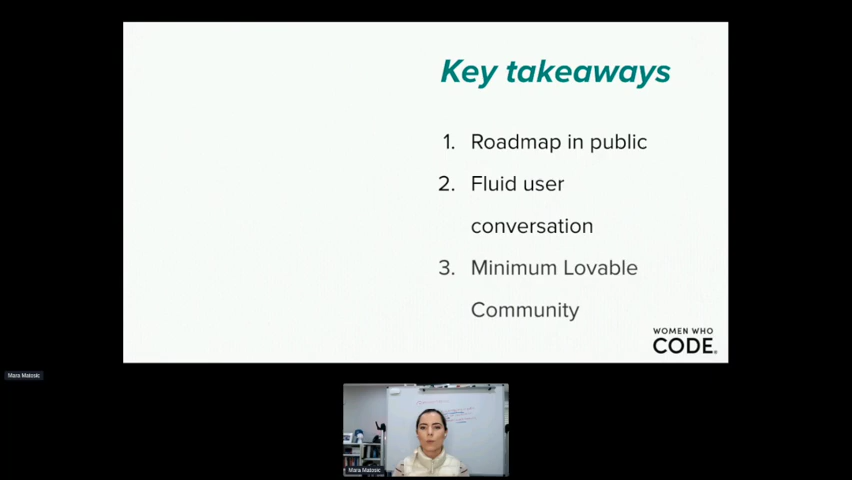 Key takeaways
1. Roadmap in public
2. Fluid user
conversation
3. Minimum Lovable
Community
WOMEN WHO
CODE
Mara Matosic
Mara Matosic